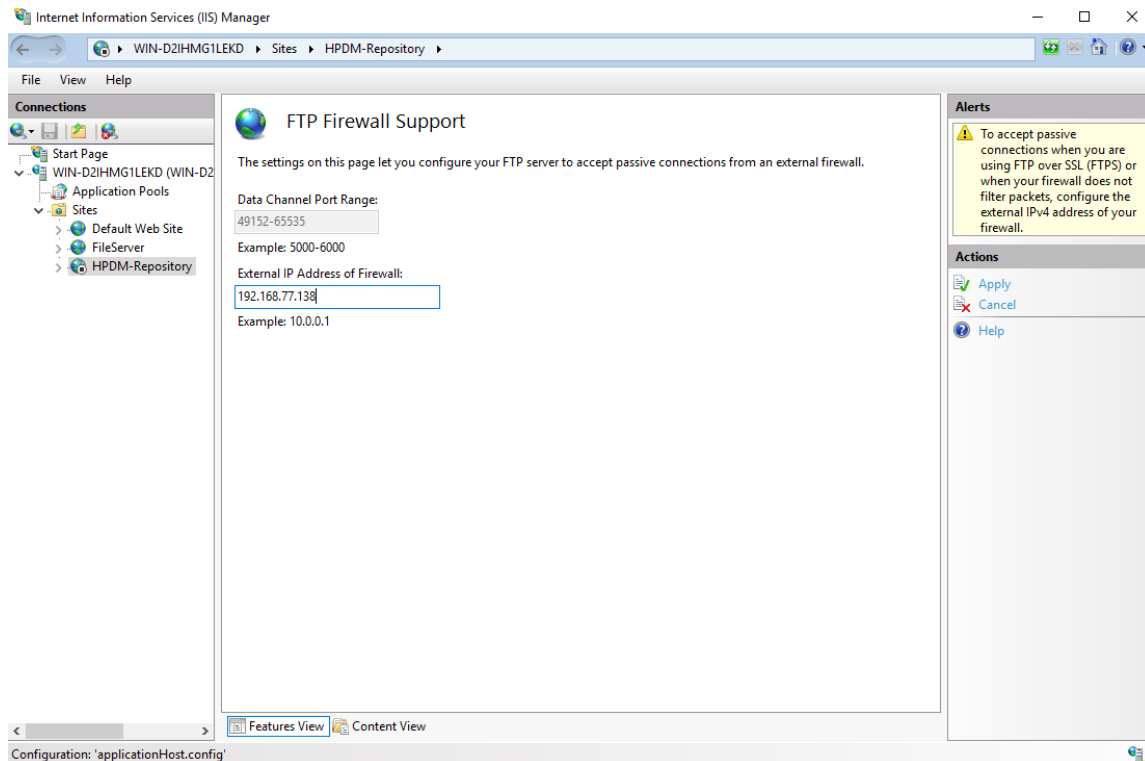 Internet Information Services (IIS) Manager
WIN-D2IHMG1LEKD
Sites
HPDM-Repository
File View Help
Connections
Start Page
WIN-D2IHMG1LEKD (WIN-D2
Application Pools
Sites
Default Web Site
FileServer
HPDM-Repository
FTP Firewall Support
The settings on this page let you configure your FTP server to accept passive connections from an external firewall.
Data Channel Port Range:
49152-65535
Example: 5000-6000
External IP Address of Firewall:
192.168.77.138
Example: 10.0.0.1
Features View
Content View
Alerts
To accept passive
connections when you are
using FTP over SSL (FTPS) or
when your firewall does not
filter packets, configure the
external IPv4 address of your
firewall.
Actions
Apply
Cancel
Help
Configuration: 'applicationHost.config'